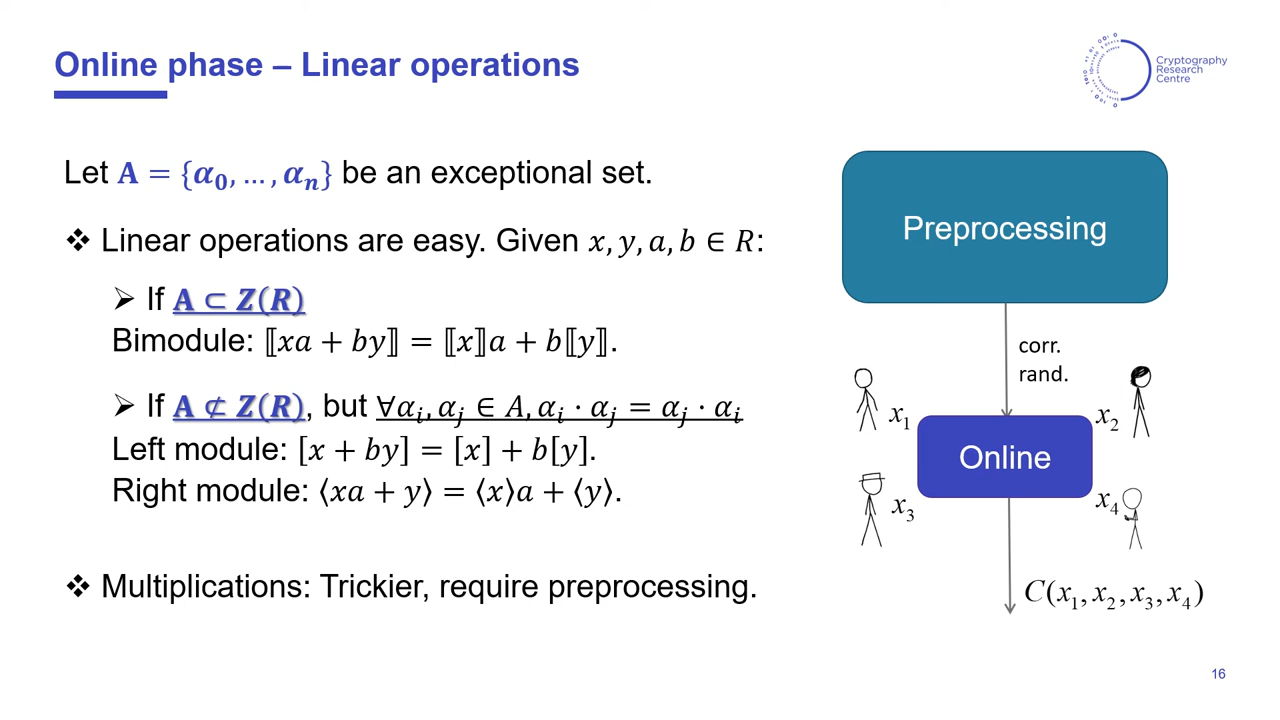 Online phase – Linear operations
Cryptography
Research
Centre
Let A = {α₀, …, αₙ} be an exceptional set.
❖ Linear operations are easy. Given x, y, a, b ∈ R:
➢ If A ⊂ Z(R)
Bimodule: ⟦xa + by⟧ = ⟦x⟧a + b⟦y⟧.
➢ If A ⊄ Z(R), but ∀αᵢ, αⱼ ∈ A, αᵢ · αⱼ = αⱼ · αᵢ
Left module: [x + by] = [x] + b[y].
Right module: ⟨xa + y⟩ = ⟨x⟩a + ⟨y⟩.
❖ Multiplications: Trickier, require preprocessing.
Preprocessing
corr.
rand.
x₁
x₂
Online
x₃
x₄
C(x₁, x₂, x₃, x₄)
16